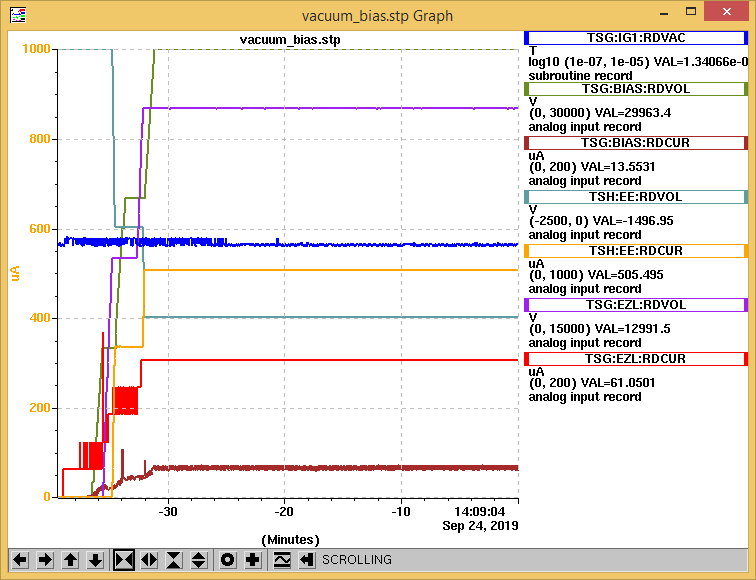 vacuum_bias.stp Graph
vacuum_bias.stp
1000
800
600
400
200
0
uA
-30
-20
-10
14:09:04
Sep 24, 2019
(Minutes)
TSG:IG1:RDVAC
T
log10 (1e-07, 1e-05) VAL=1.34066e-0
subroutine record
TSG:BIAS:RDVOL
V
(0, 30000) VAL=29963.4
analog input record
TSG:BIAS:RDCUR
uA
(0, 200) VAL=13.5531
analog input record
TSH:EE:RDVOL
V
(-2500, 0) VAL=-1496.95
analog input record
TSH:EE:RDCUR
uA
(0, 1000) VAL=505.495
analog input record
TSG:EZL:RDVOL
V
(0, 15000) VAL=12991.5
analog input record
TSG:EZL:RDCUR
uA
(0, 200) VAL=61.0501
analog input record
SCROLLING